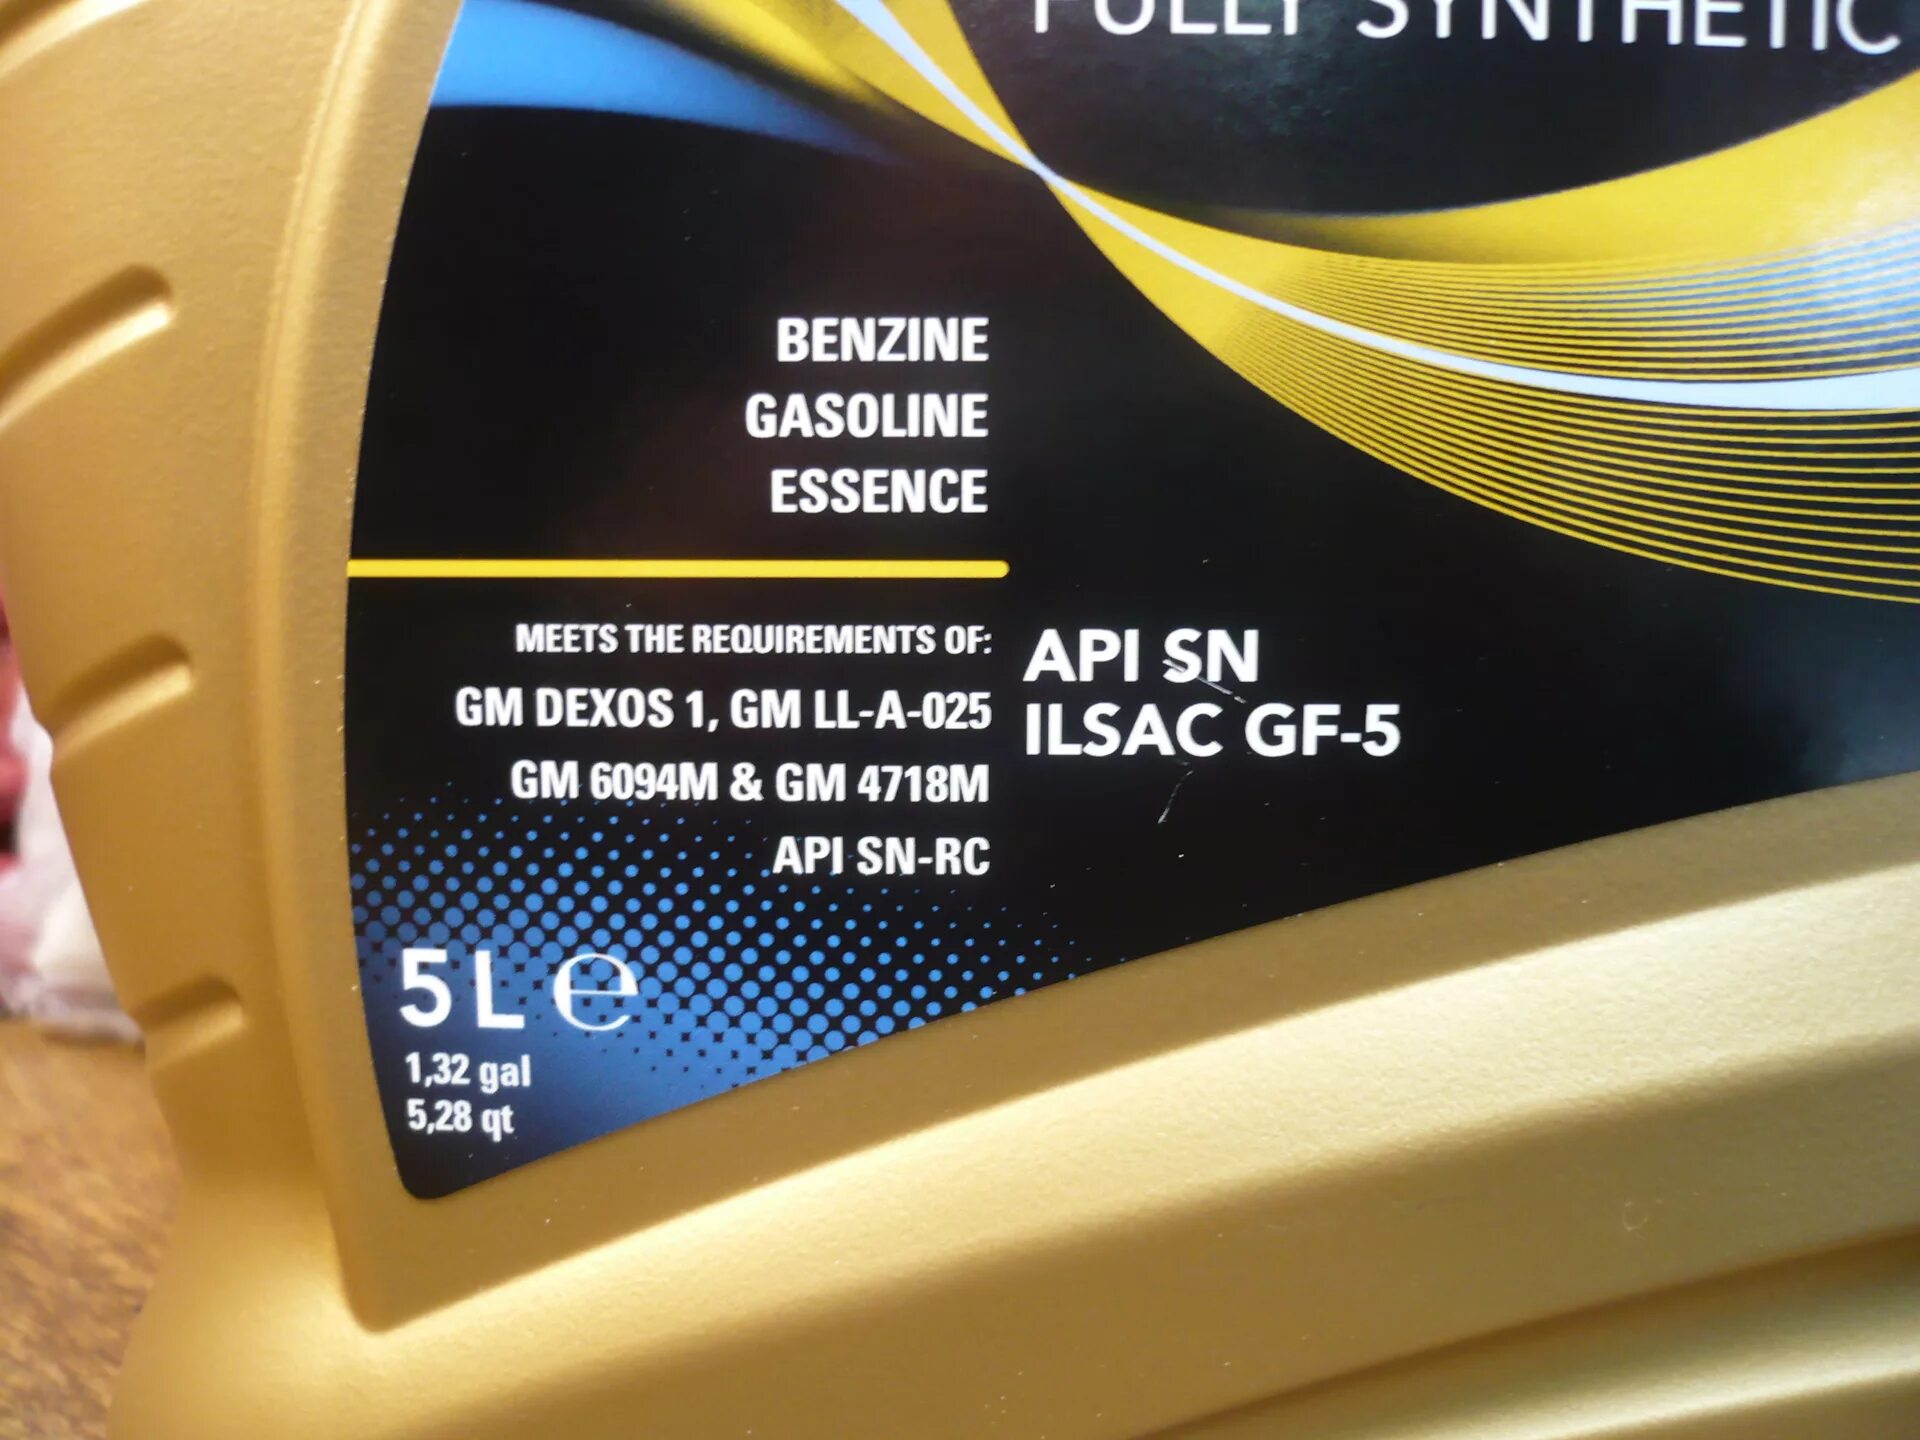 FULLY SYNTHETIC
BENZINE
GASOLINE
ESSENCE
MEETS THE REQUIREMENTS OF:
GM DEXOS 1, GM LL-A-025
GM 6094M & GM 4718M
API SN-RC
API SN
ILSAC GF-5
5 L e
1,32 gal
5,28 qt